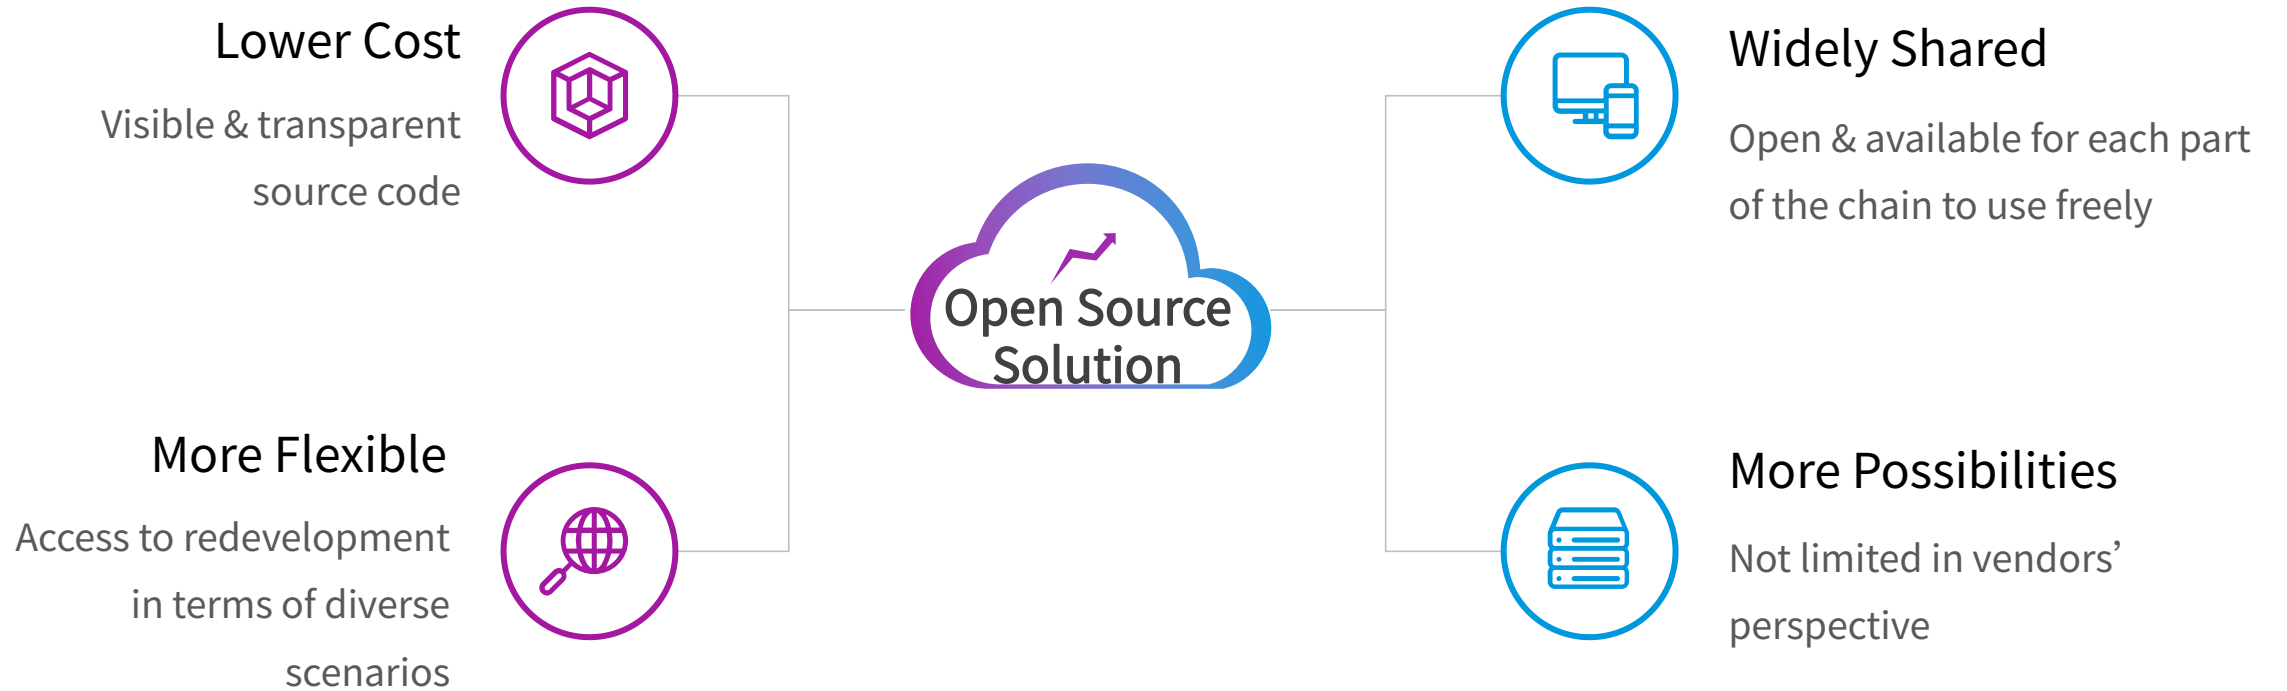 Lower Cost
Visible & transparent
source code
More Flexible
Access to redevelopment
in terms of diverse
scenarios
Open Source
Solution
Widely Shared
Open & available for each part
of the chain to use freely
More Possibilities
Not limited in vendors’
perspective